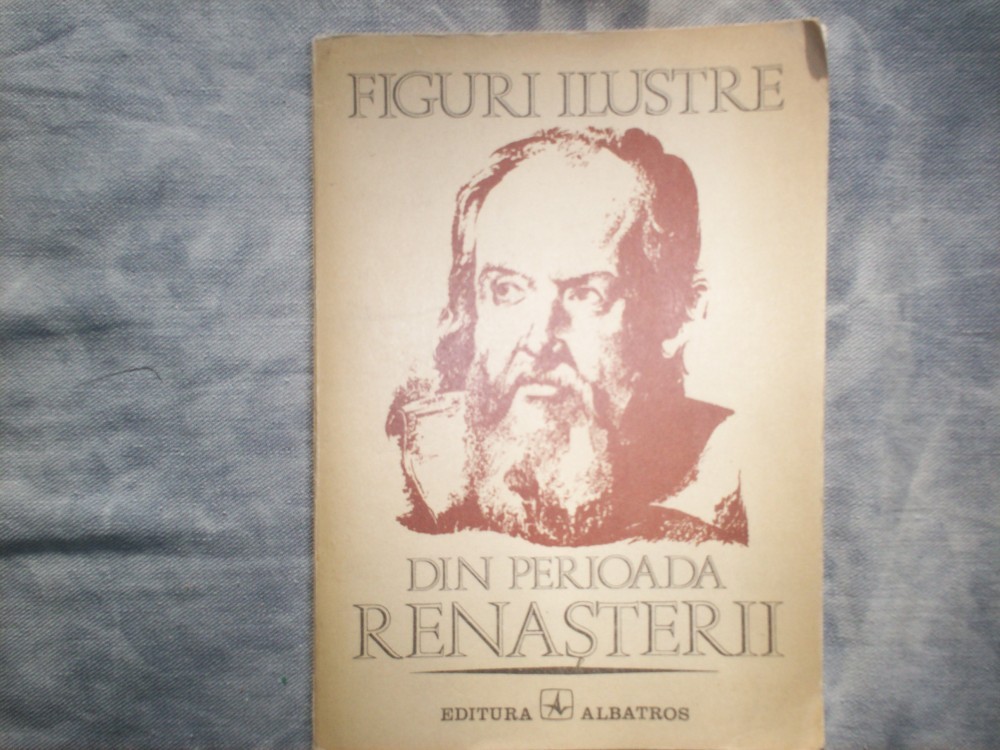 FIGURI ILUSTRE
DIN PERIOADA
RENAȘTERII
EDITURA ALBATROS